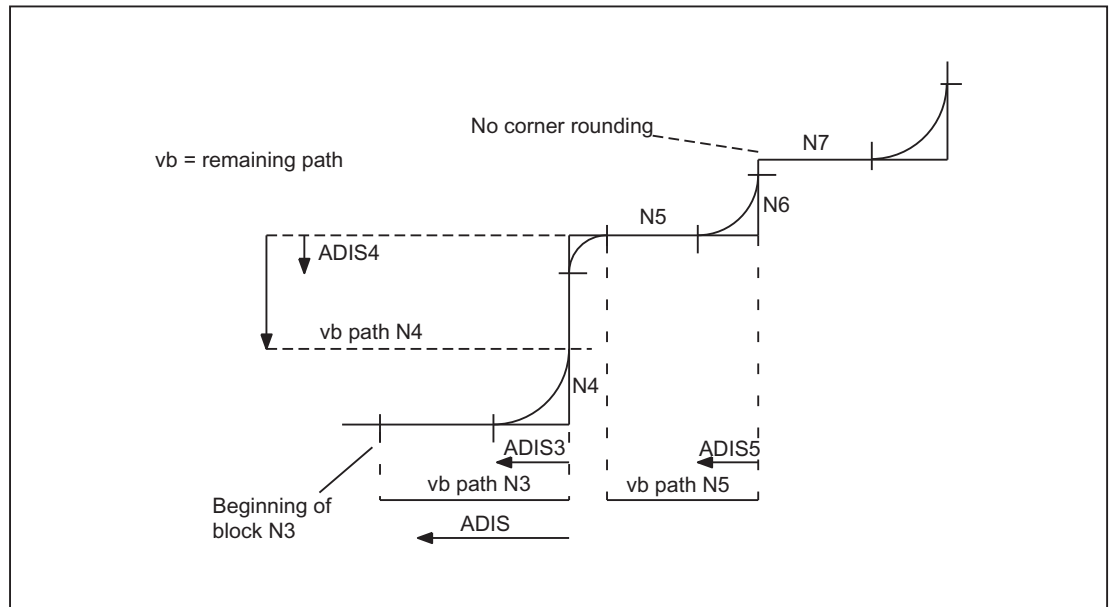 No corner rounding
N7
vb = remaining path
N6
N5
ADIS4
vb path N4
N4
ADIS3
ADIS5
vb path N3
vb path N5
Beginning of
block N3
ADIS